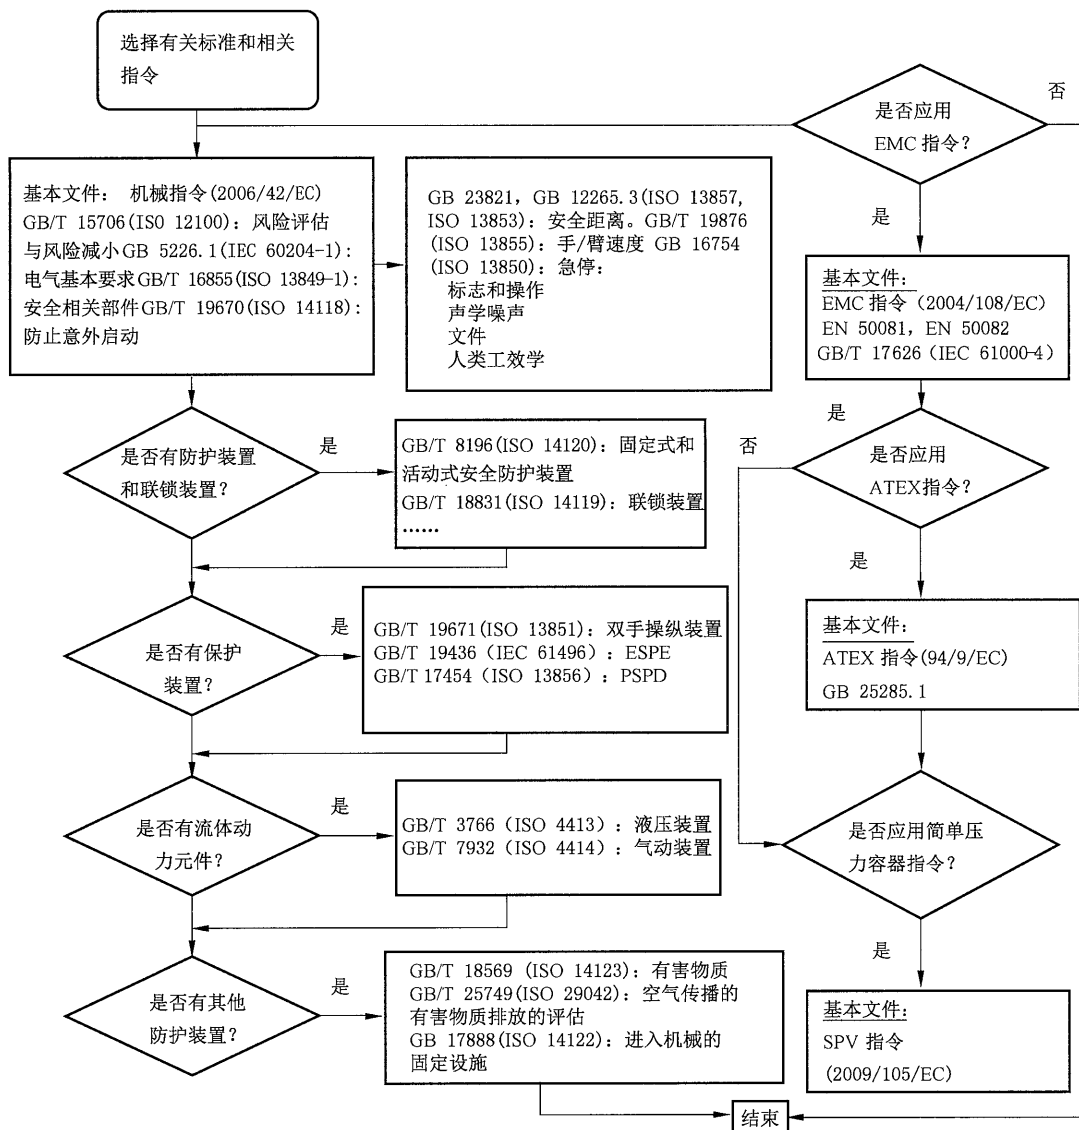 选择有关标准和相关
指令
基本文件： 机械指令(2006/42/EC)
GB/T 15706(ISO 12100)：风险评估
与风险减小GB 5226.1(IEC 60204-1)：
电气基本要求GB/T 16855(ISO 13849-1)：
安全相关部件GB/T 19670(ISO 14118)：
防止意外启动
GB 23821，GB 12265.3(ISO 13857,
ISO 13853)：安全距离。GB/T 19876
(ISO 13855)：手/臂速度 GB 16754
(ISO 13850)：急停：
标志和操作
声学噪声
文件
人类工效学
是否有防护装置
和联锁装置？
是
GB/T 8196(ISO 14120)：固定式和
活动式安全防护装置
GB/T 18831(ISO 14119)：联锁装置
……
是否有保护
装置？
是
GB/T 19671(ISO 13851)：双手操纵装置
GB/T 19436（IEC 61496）：ESPE
GB/T 17454（ISO 13856）：PSPD
是否有流体动
力元件？
是
GB/T 3766（ISO 4413）：液压装置
GB/T 7932（ISO 4414）：气动装置
是否有其他
防护装置？
是
GB/T 18569 (ISO 14123)：有害物质
GB/T 25749(ISO 29042)：空气传播的
有害物质排放的评估
GB 17888(ISO 14122)：进入机械的
固定设施
是否应用
EMC 指令？
否
是
基本文件：
EMC 指令（2004/108/EC）
EN 50081，EN 50082
GB/T 17626（IEC 61000-4）
是
否
是否应用
ATEX指令？
是
基本文件：
ATEX 指令(94/9/EC)
GB 25285.1
是否应用简单压
力容器指令？
是
基本文件：
SPV 指令
(2009/105/EC)
结束